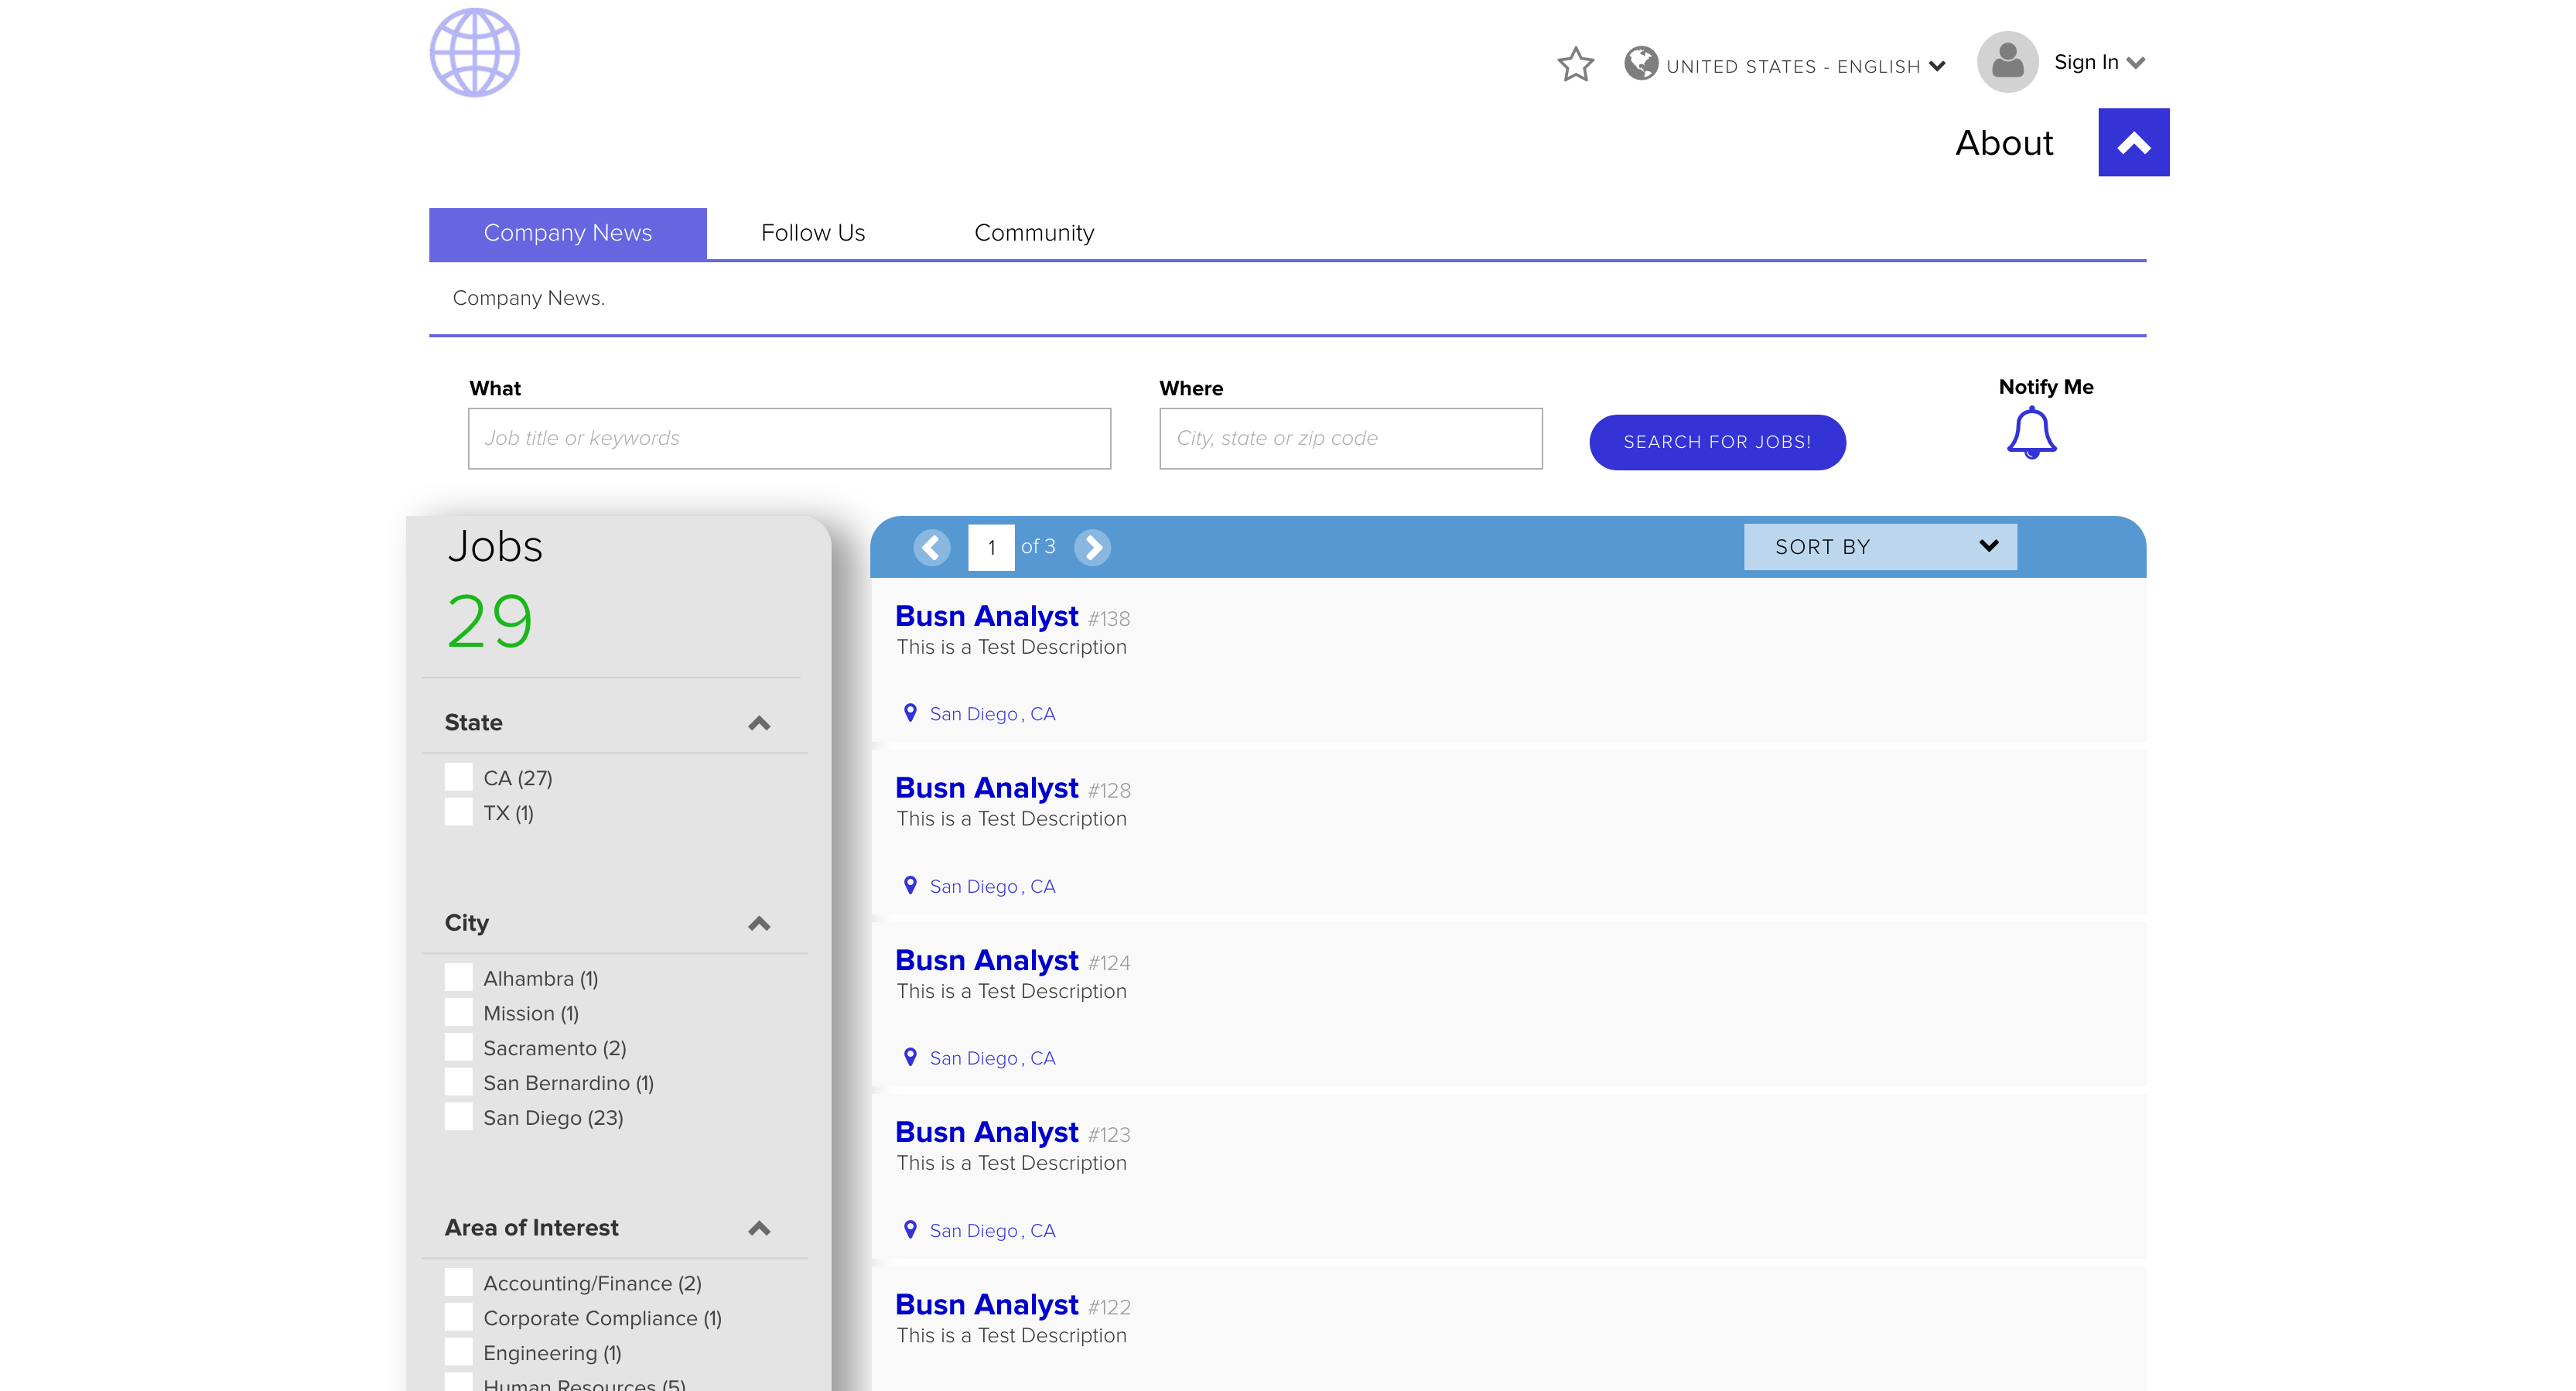 UNITED STATES - ENGLISH
Sign In
About
Company News
Follow Us
Community
Company News.
What
Where
Notify Me
Job title or keywords
City, state or zip code
SEARCH FOR JOBS!
Jobs
29
State
CA (27)
TX (1)
City
Alhambra (1)
Mission (1)
Sacramento (2)
San Bernardino (1)
San Diego (23)
Area of Interest
Accounting/Finance (2)
Corporate Compliance (1)
Engineering (1)
Human Resources (5)
1 of 3
SORT BY
Busn Analyst #138
This is a Test Description
San Diego, CA
Busn Analyst #128
This is a Test Description
San Diego, CA
Busn Analyst #124
This is a Test Description
San Diego, CA
Busn Analyst #123
This is a Test Description
San Diego, CA
Busn Analyst #122
This is a Test Description